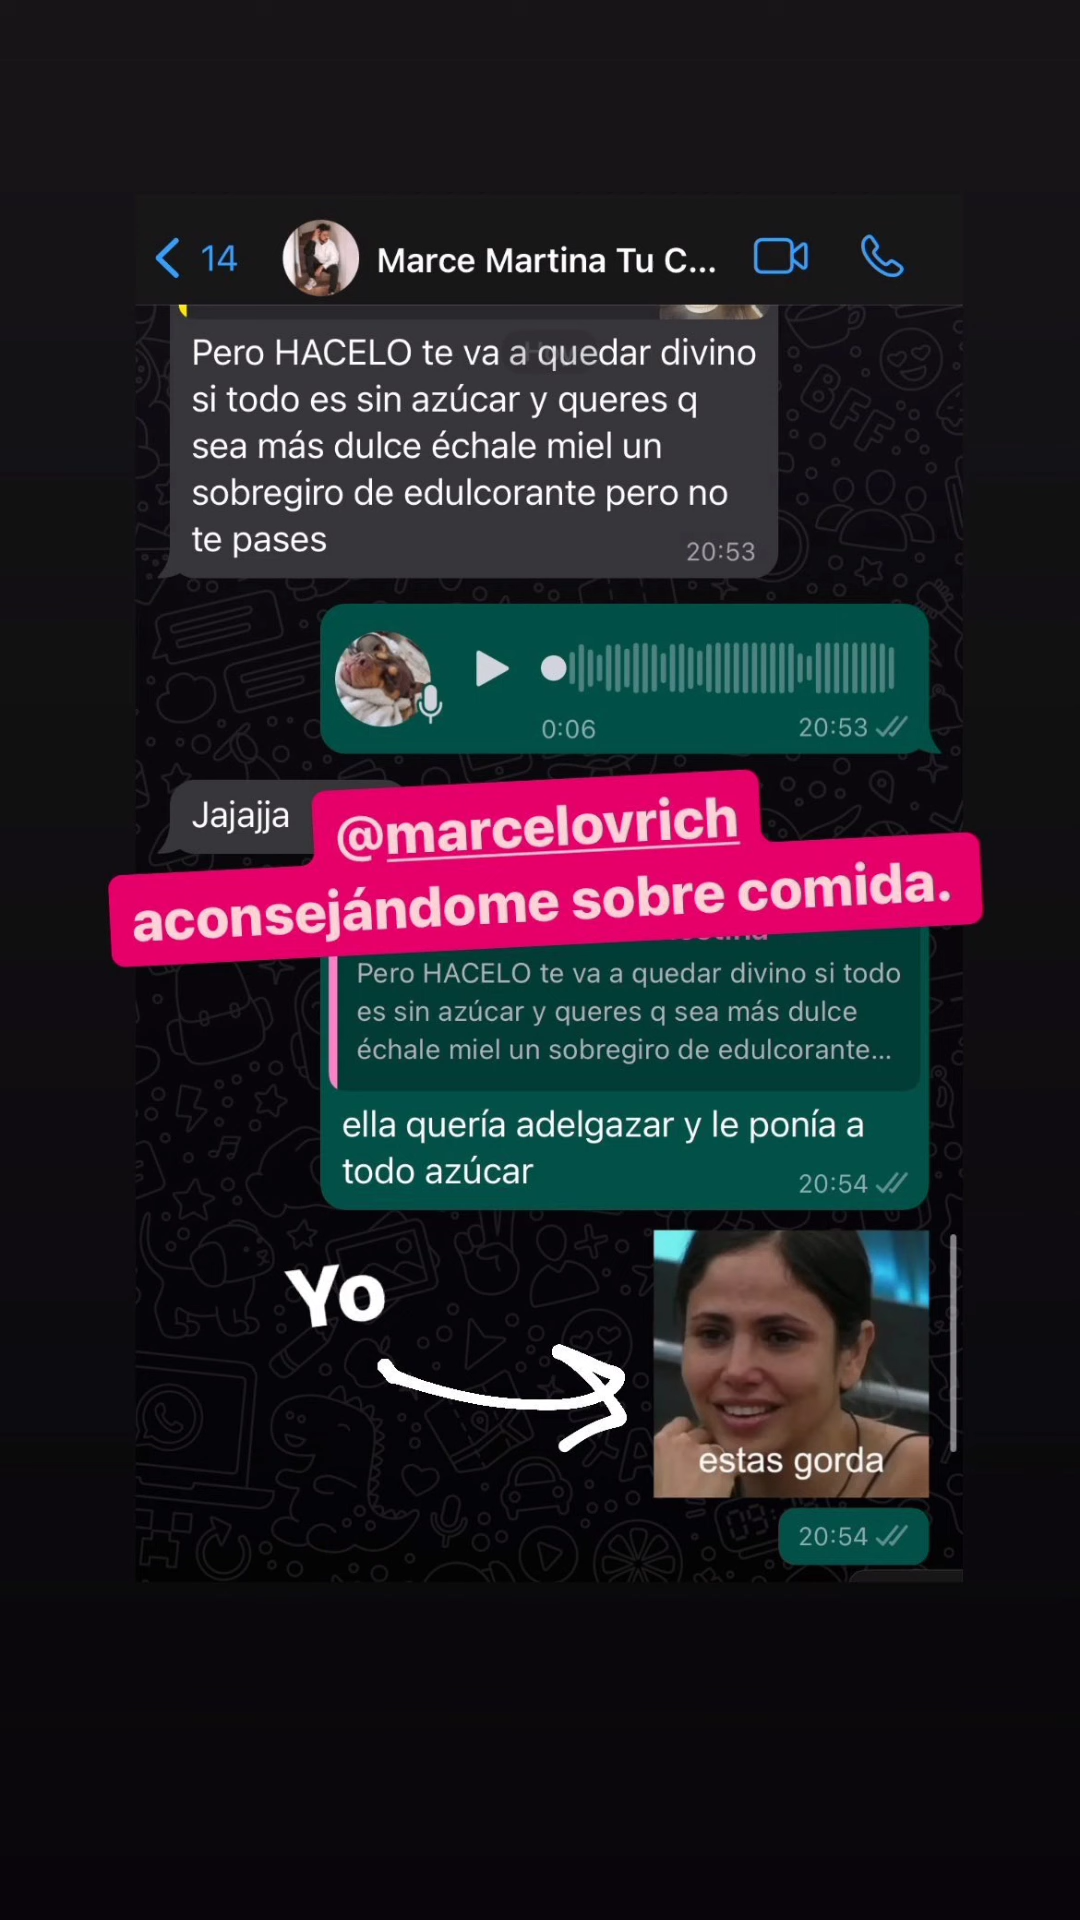 14
Marce Martina Tu C...
Pero HACELO te va a quedar divino
si todo es sin azúcar y queres q
sea más dulce échale miel un
sobregiro de edulcorante pero no
te pases
20:53
0:06
20:53
Jajajja
@marcelovrich
aconsejándome sobre comida.
Pero HACELO te va a quedar divino si todo
es sin azúcar y queres q sea más dulce
échale miel un sobregiro de edulcorante...
ella quería adelgazar y le ponía a
todo azúcar
20:54
Yo
estas gorda
20:54